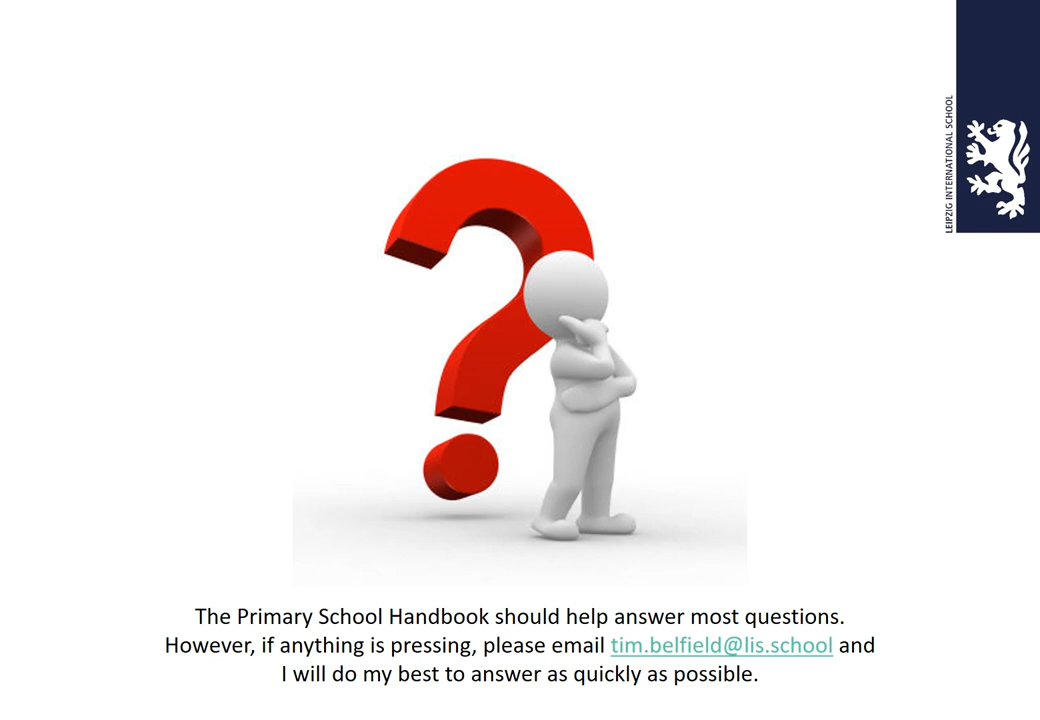 LEIPZIG INTERNATIONAL SCHOOL
The Primary School Handbook should help answer most questions.
However, if anything is pressing, please email tim.belfield@lis.school and
I will do my best to answer as quickly as possible.